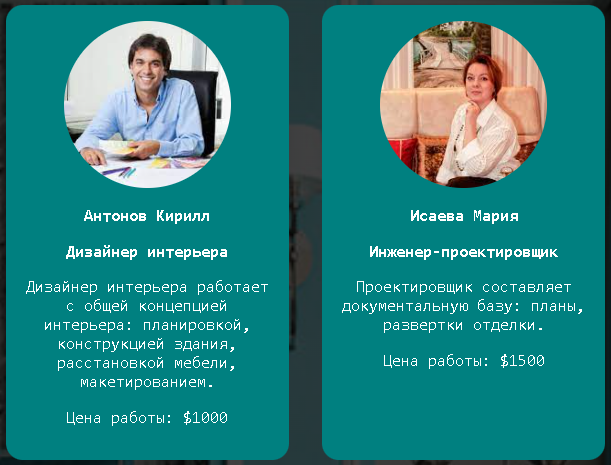 Антонов Кирилл
Дизайнер интерьера
Дизайнер интерьера работает
с общей концепцией
интерьера: планировкой,
конструкцией здания,
расстановкой мебели,
макетированием.
Цена работы: $1000
Исаева Мария
Инженер-проектировщик
Проектировщик составляет
документальную базу: планы,
развертки отделки.
Цена работы: $1500